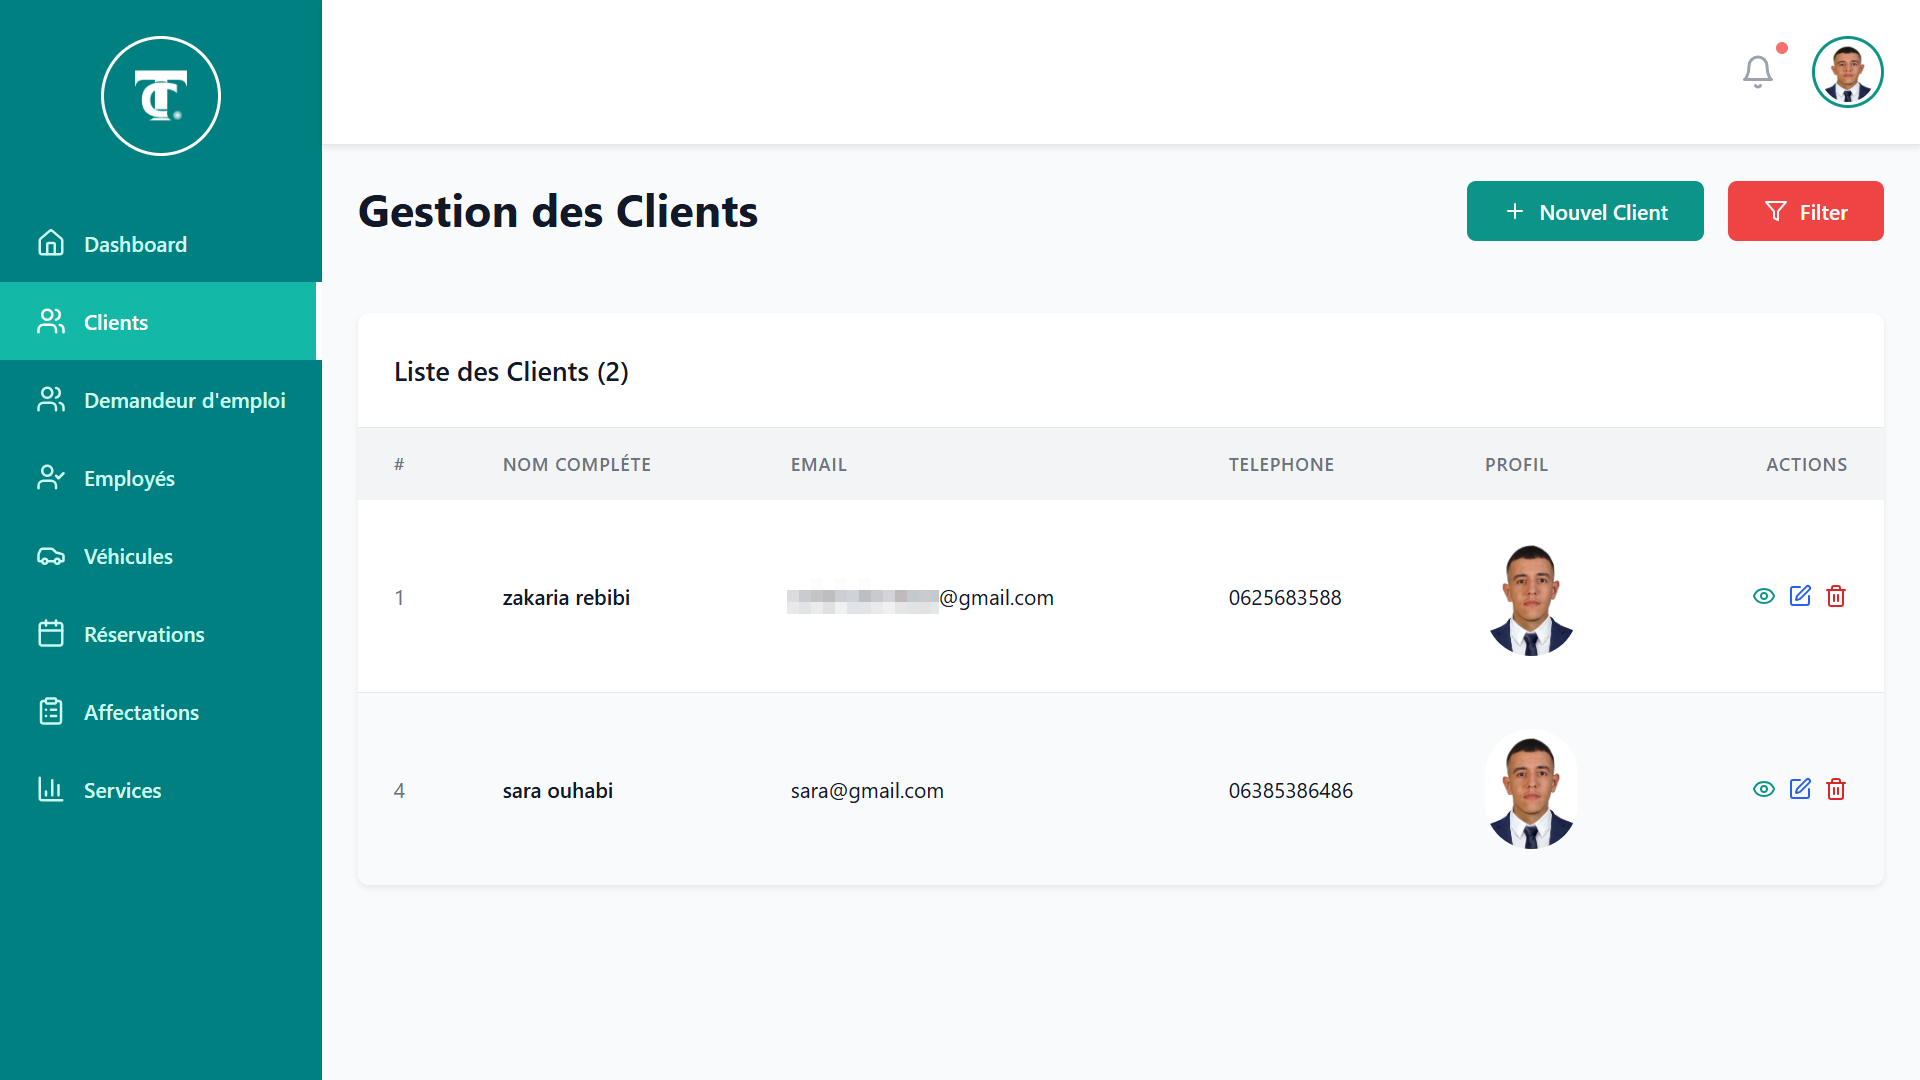 TC.
Dashboard
Clients
Demandeur d'emploi
Employés
Véhicules
Réservations
Affectations
Services
Gestion des Clients
+ Nouvel Client
Filter
Liste des Clients (2)
# NOM COMPLÉTE EMAIL TELEPHONE PROFIL ACTIONS
1 zakaria rebibi @gmail.com 0625683588
4 sara ouhabi sara@gmail.com 06385386486